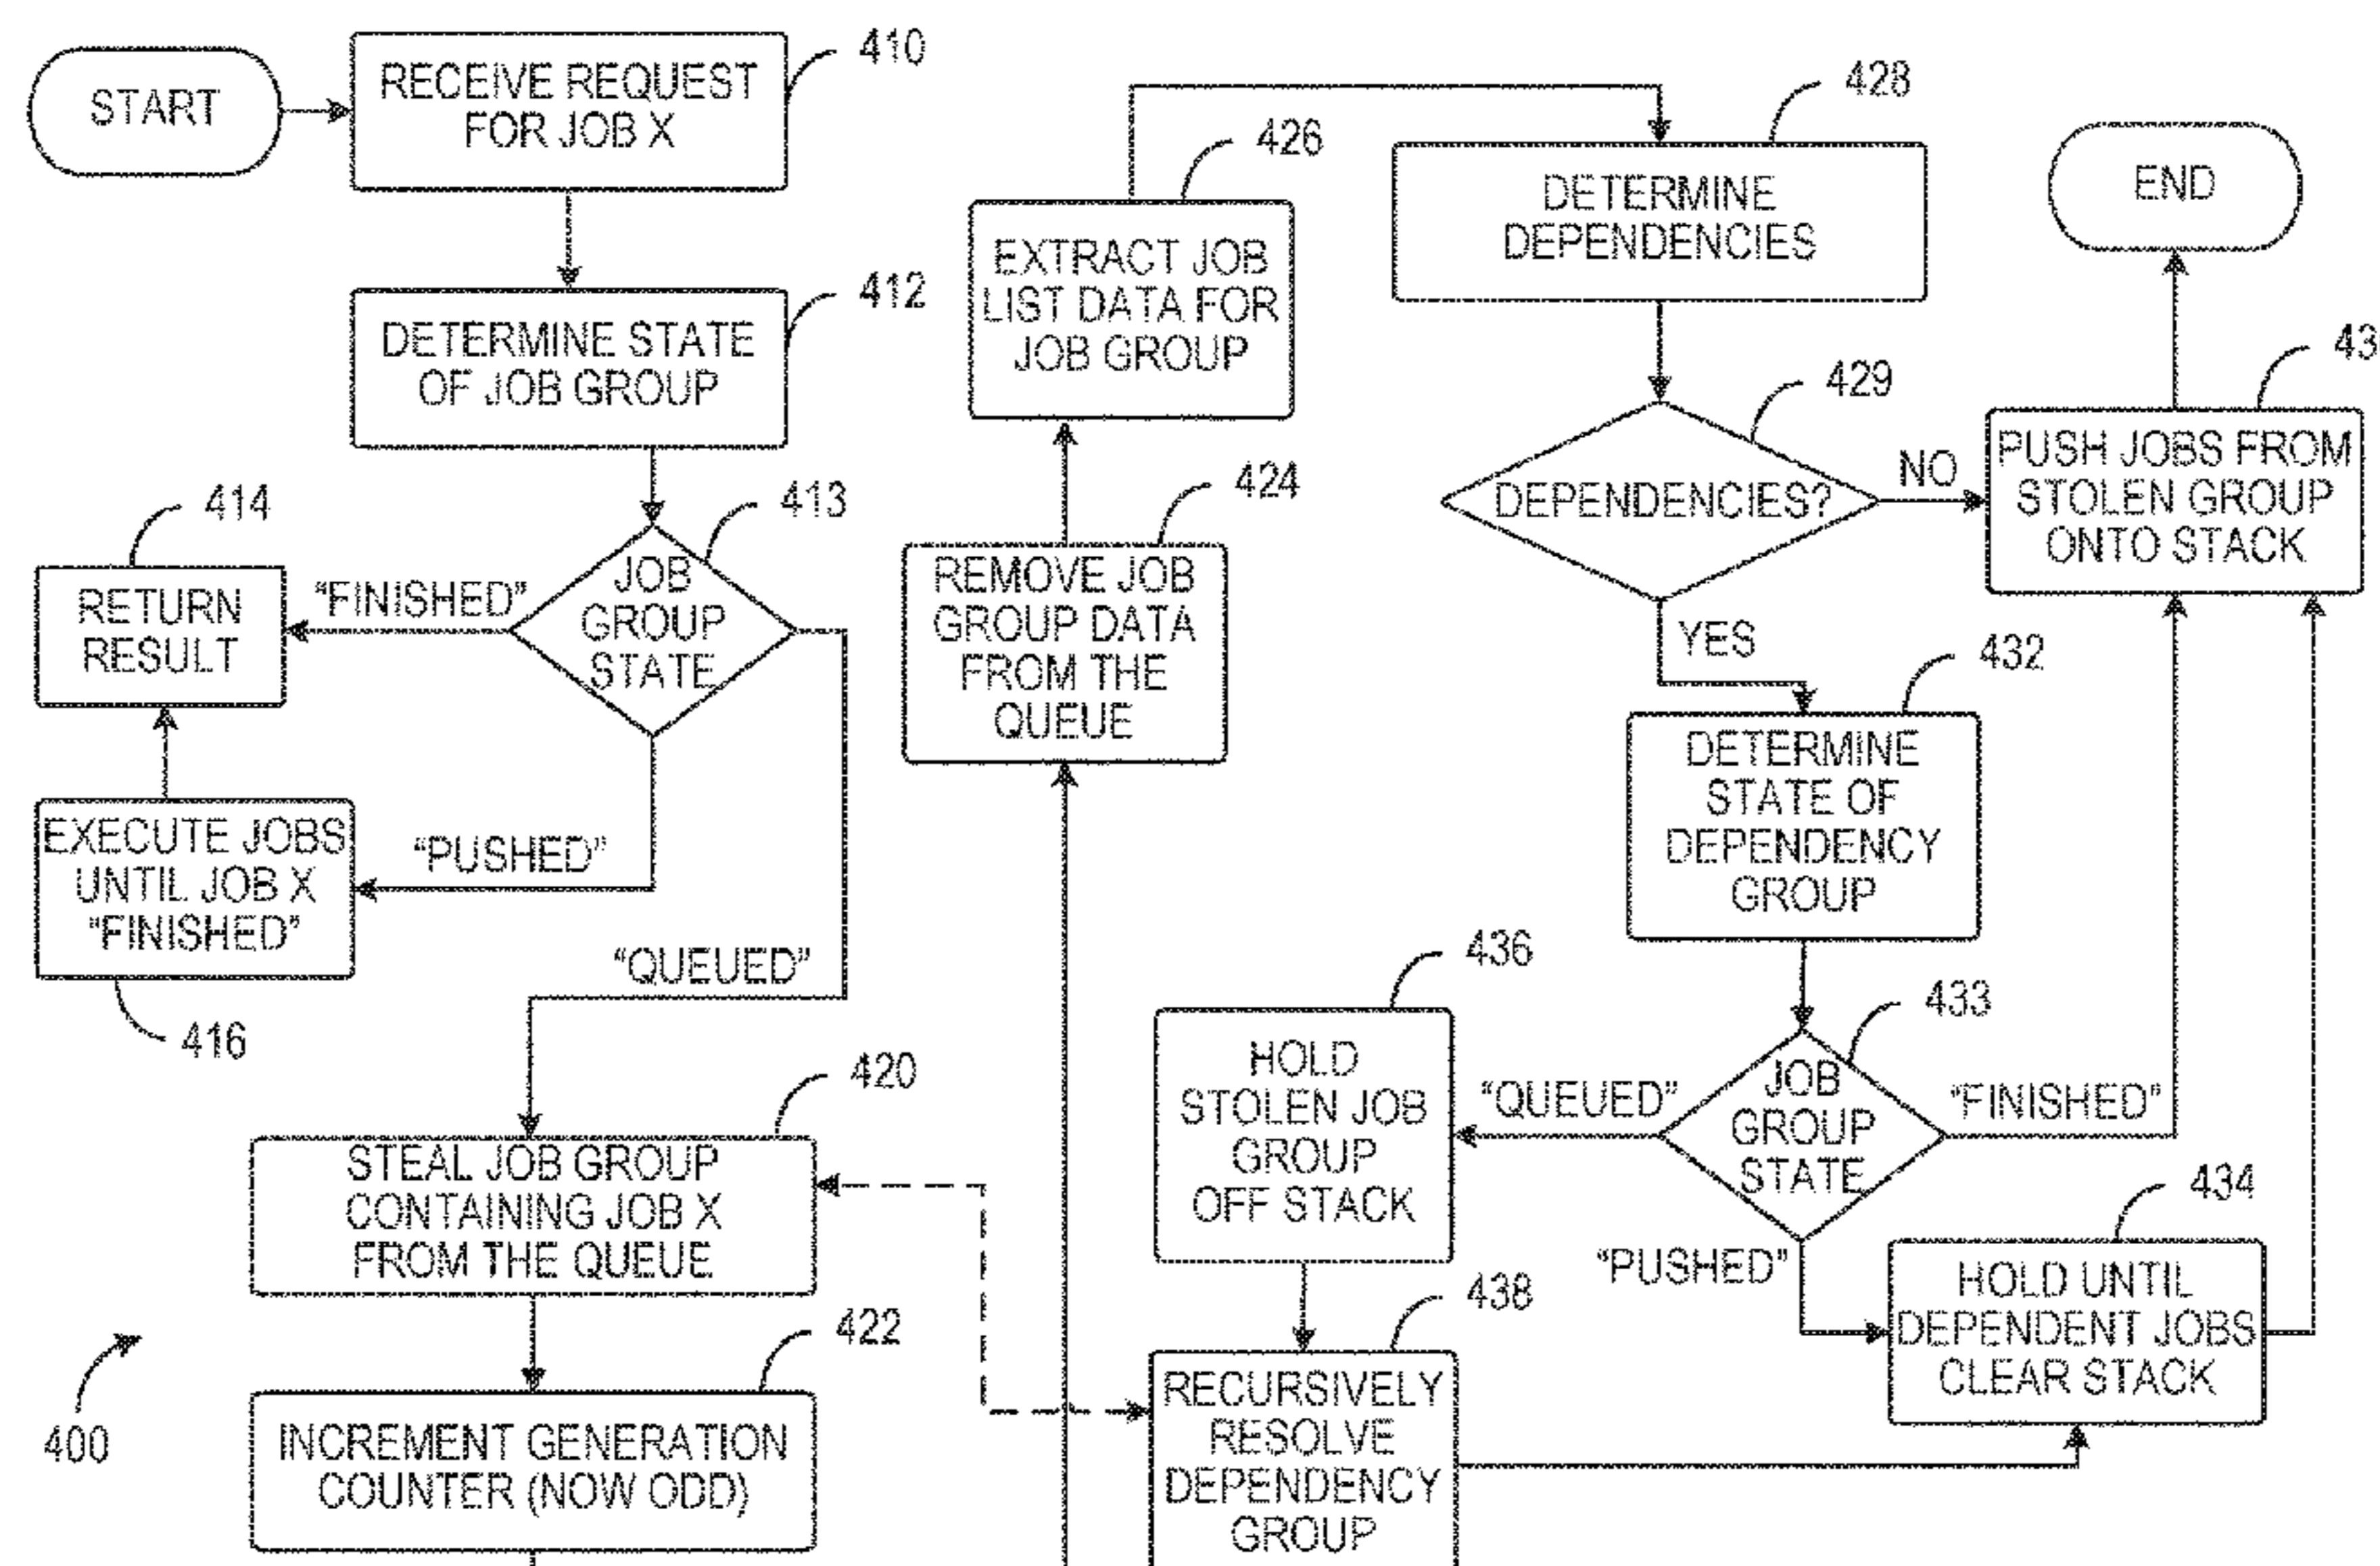 START
RECEIVE REQUEST
FOR JOB X
410
DETERMINE STATE
OF JOB GROUP
412
JOB
GROUP
STATE
413
"FINISHED"
RETURN
RESULT
414
"PUSHED"
EXECUTE JOBS
UNTIL JOB X
"FINISHED"
416
"QUEUED"
STEAL JOB GROUP
CONTAINING JOB X
FROM THE QUEUE
420
INCREMENT GENERATION
COUNTER (NOW ODD)
422
400
REMOVE JOB
GROUP DATA
FROM THE
QUEUE
424
EXTRACT JOB
LIST DATA FOR
JOB GROUP
426
DETERMINE
DEPENDENCIES
428
DEPENDENCIES?
429
NO
YES
PUSH JOBS FROM
STOLEN GROUP
ONTO STACK
43
END
DETERMINE
STATE OF
DEPENDENCY
GROUP
432
JOB
GROUP
STATE
433
"QUEUED"
"FINISHED"
"PUSHED"
HOLD
STOLEN JOB
GROUP
OFF STACK
436
RECURSIVELY
RESOLVE
DEPENDENCY
GROUP
438
HOLD UNTIL
DEPENDENT JOBS
CLEAR STACK
434